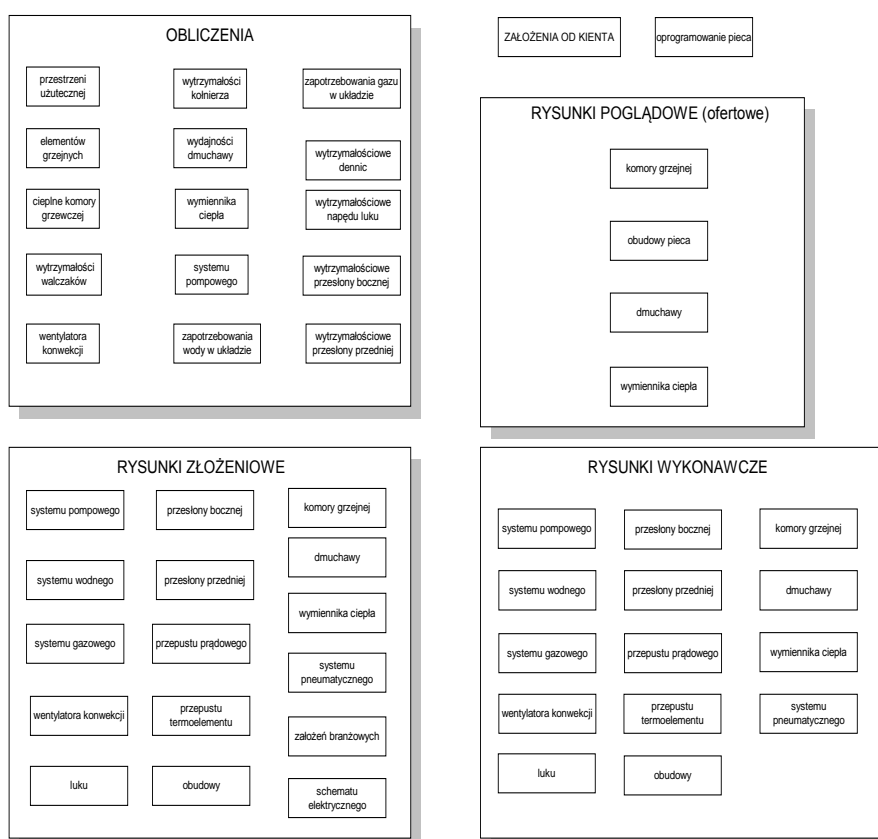 OBLICZENIA
przestrzeni
użutecznej
wytrzymałości
kołnierza
zapotrzebowania gazu
w układzie
elementów
grzejnych
wydajności
dmuchawy
wytrzymałościowe
dennic
cieplne komory
grzewczej
wymiennika
ciepła
wytrzymałościowe
napędu luku
wytrzymałości
walczaków
systemu
pompowego
wytrzymałościowe
przesłony bocznej
wentylatora
konwekcji
zapotrzebowania
wody w układzie
wytrzymałościowe
przesłony przedniej
ZAŁOŻENIA OD KIENTA
oprogramowanie pieca
RYSUNKI POGLĄDOWE (ofertowe)
komory grzejnej
obudowy pieca
dmuchawy
wymiennika ciepła
RYSUNKI ZŁOŻENIOWE
systemu pompowego
przesłony bocznej
komory grzejnej
dmuchawy
systemu wodnego
przesłony przedniej
wymiennika ciepła
systemu gazowego
przepustu prądowego
systemu
pneumatycznego
wentylatora konwekcji
przepustu
termoelementu
założeń branżowych
luku
obudowy
schematu
elektrycznego
RYSUNKI WYKONAWCZE
systemu pompowego
przesłony bocznej
komory grzejnej
systemu wodnego
przesłony przedniej
dmuchawy
systemu gazowego
przepustu prądowego
wymiennika ciepła
wentylatora konwekcji
przepustu
termoelementu
systemu
pneumatycznego
luku
obudowy